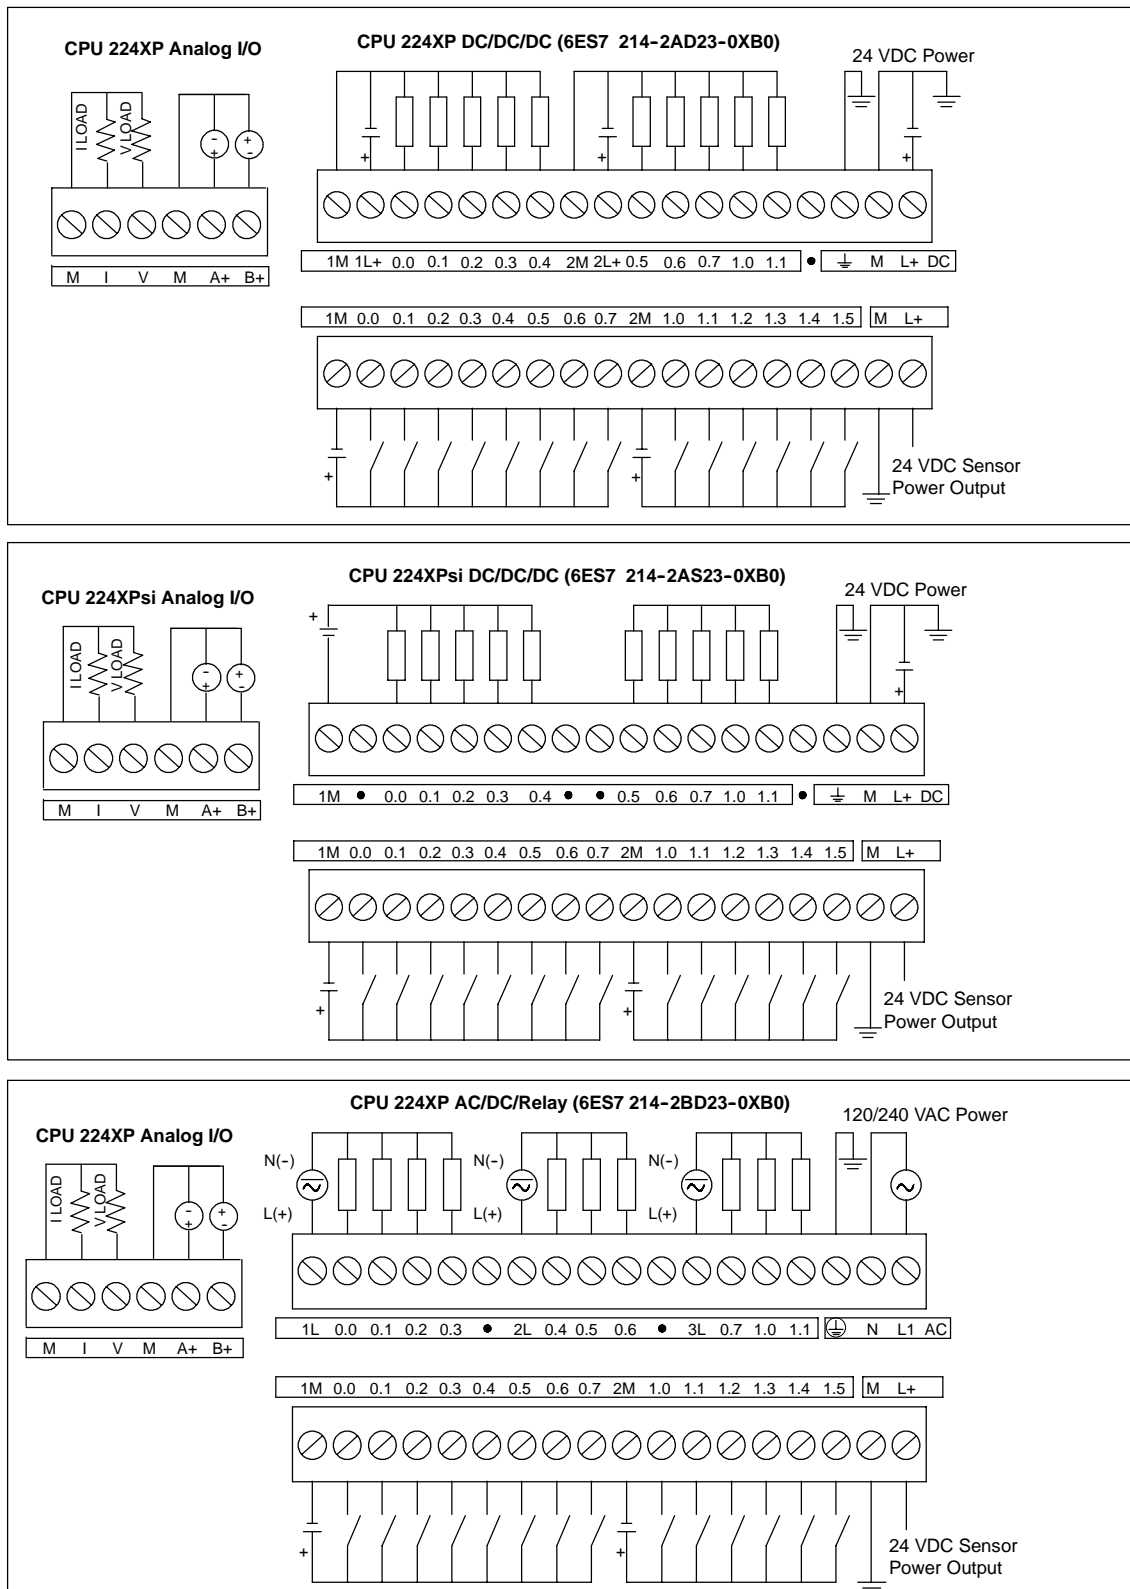 CPU 224XP Analog I/O
CPU 224XP DC/DC/DC (6ES7 214-2AD23-0XB0)
24 VDC Power
I LOAD
V LOAD
- +
+ -
+ + +
M I V M A+ B+
1M 1L+ 0.0 0.1 0.2 0.3 0.4 2M 2L+ 0.5 0.6 0.7 1.0 1.1 • ⏚ M L+ DC
1M 0.0 0.1 0.2 0.3 0.4 0.5 0.6 0.7 2M 1.0 1.1 1.2 1.3 1.4 1.5 M L+
+ +
24 VDC Sensor
Power Output
CPU 224XPsi Analog I/O
CPU 224XPsi DC/DC/DC (6ES7 214-2AS23-0XB0)
24 VDC Power
I LOAD
V LOAD
- +
+ -
+ +
M I V M A+ B+
1M • 0.0 0.1 0.2 0.3 0.4 • • 0.5 0.6 0.7 1.0 1.1 • ⏚ M L+ DC
1M 0.0 0.1 0.2 0.3 0.4 0.5 0.6 0.7 2M 1.0 1.1 1.2 1.3 1.4 1.5 M L+
+ +
24 VDC Sensor
Power Output
CPU 224XP Analog I/O
CPU 224XP AC/DC/Relay (6ES7 214-2BD23-0XB0)
120/240 VAC Power
I LOAD
V LOAD
- +
+ -
N(-) N(-) N(-)
L(+) L(+) L(+)
M I V M A+ B+
1L 0.0 0.1 0.2 0.3 • 2L 0.4 0.5 0.6 • 3L 0.7 1.0 1.1 ⏚ N L1 AC
1M 0.0 0.1 0.2 0.3 0.4 0.5 0.6 0.7 2M 1.0 1.1 1.2 1.3 1.4 1.5 M L+
+ +
24 VDC Sensor
Power Output